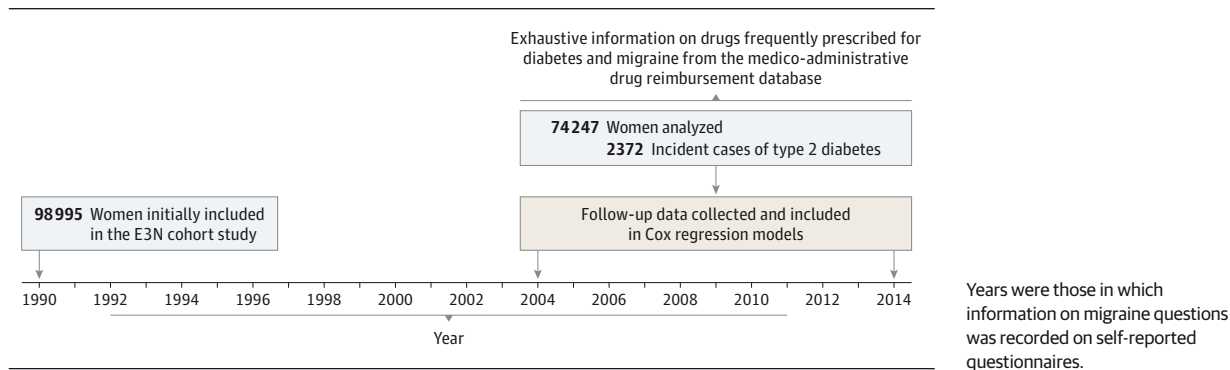 Exhaustive information on drugs frequently prescribed for
diabetes and migraine from the medico-administrative
drug reimbursement database
74247 Women analyzed
2372 Incident cases of type 2 diabetes
98995 Women initially included
in the E3N cohort study
Follow-up data collected and included
in Cox regression models
1990 1992 1994 1996 1998 2000 2002 2004 2006 2008 2010 2012 2014
Year
Years were those in which
information on migraine questions
was recorded on self-reported
questionnaires.